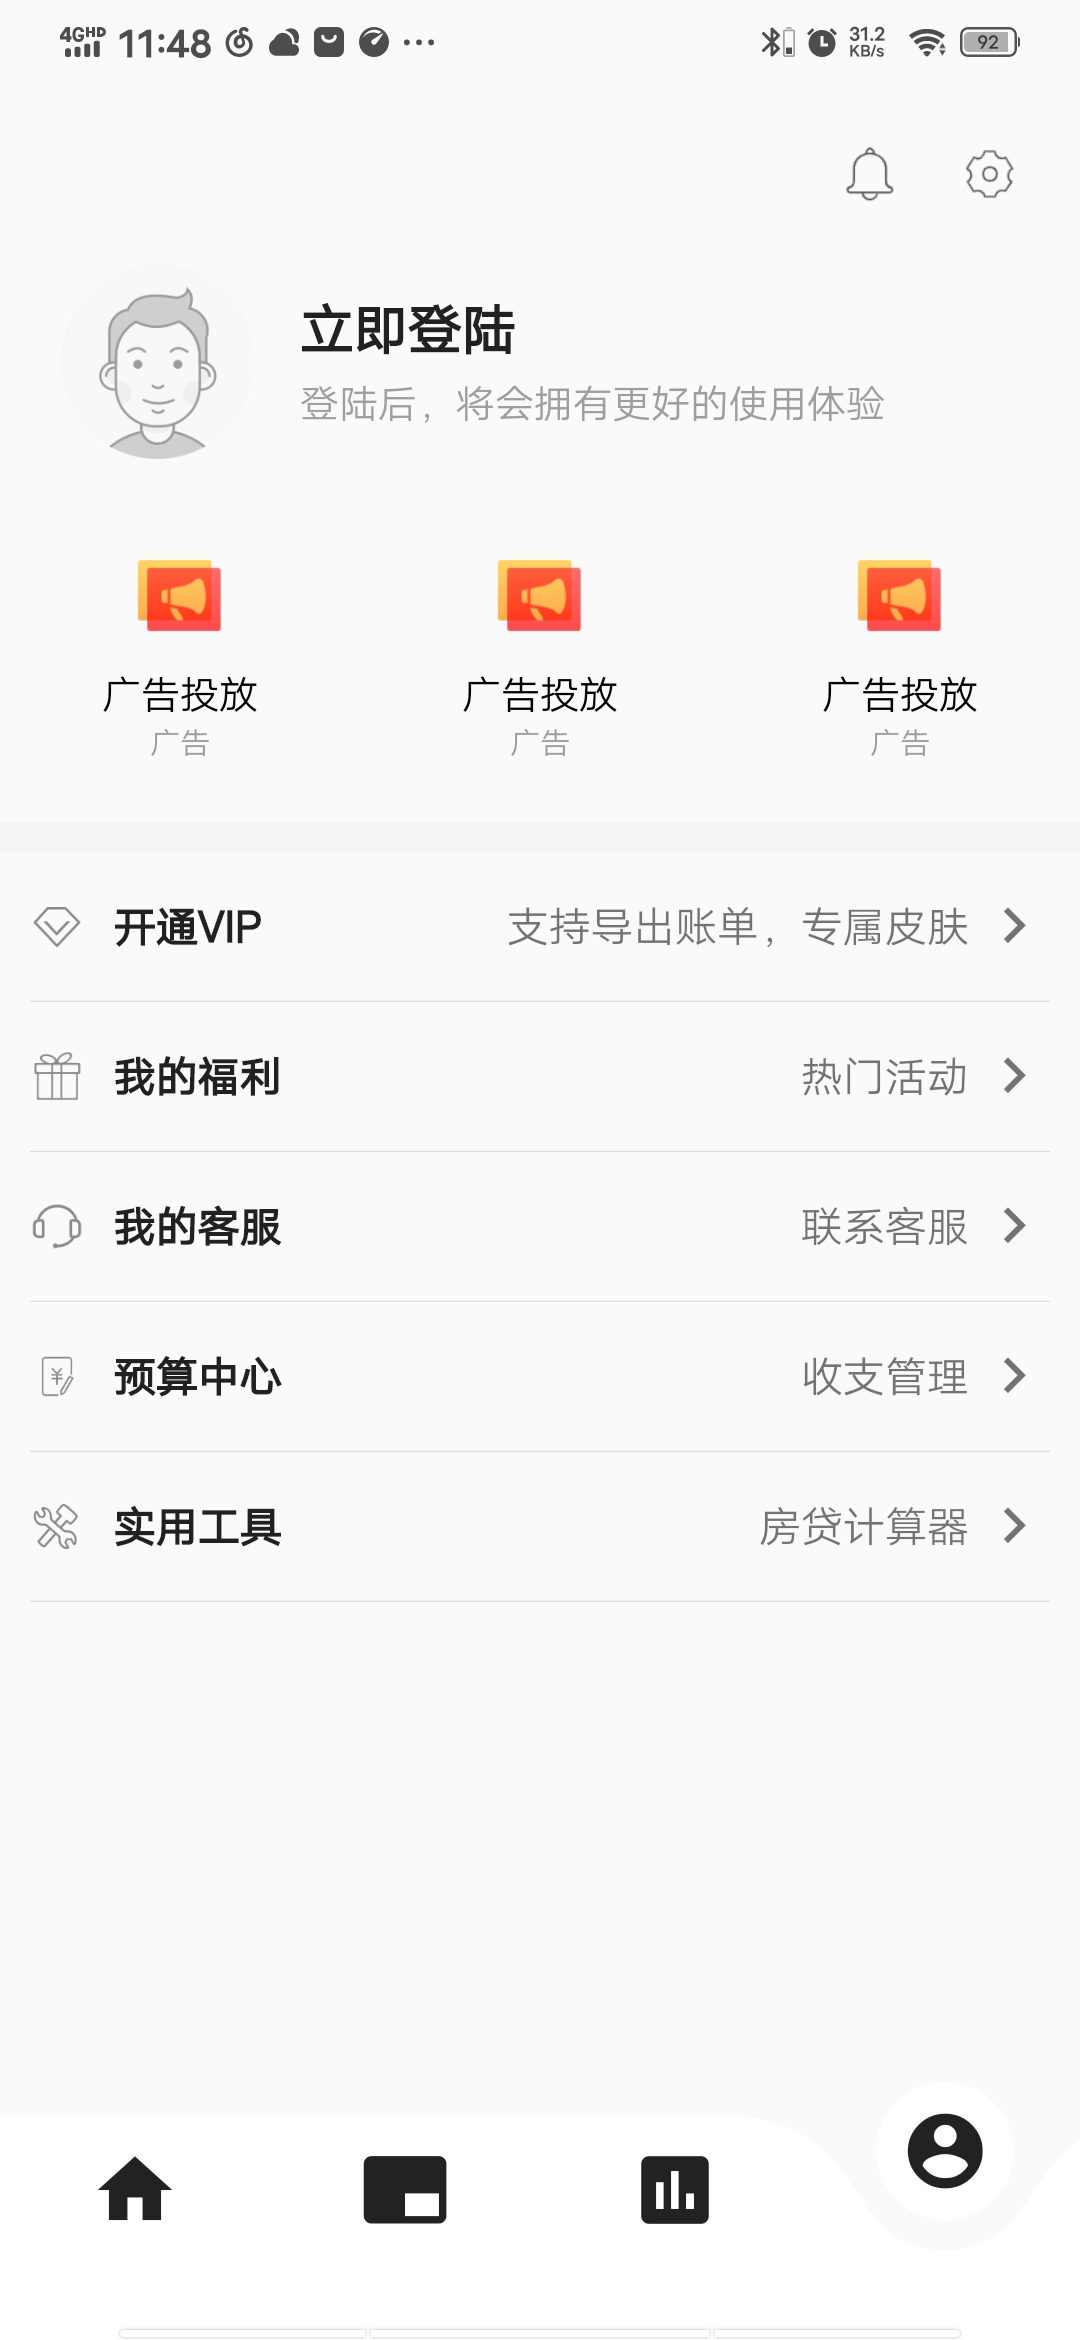 4GHD 11:48 31.2 KB/s 92
立即登陆
登陆后，将会拥有更好的使用体验
广告投放 广告投放 广告投放
广告 广告 广告
开通VIP 支持导出账单，专属皮肤
我的福利 热门活动
我的客服 联系客服
¥ 预算中心 收支管理
实用工具 房贷计算器